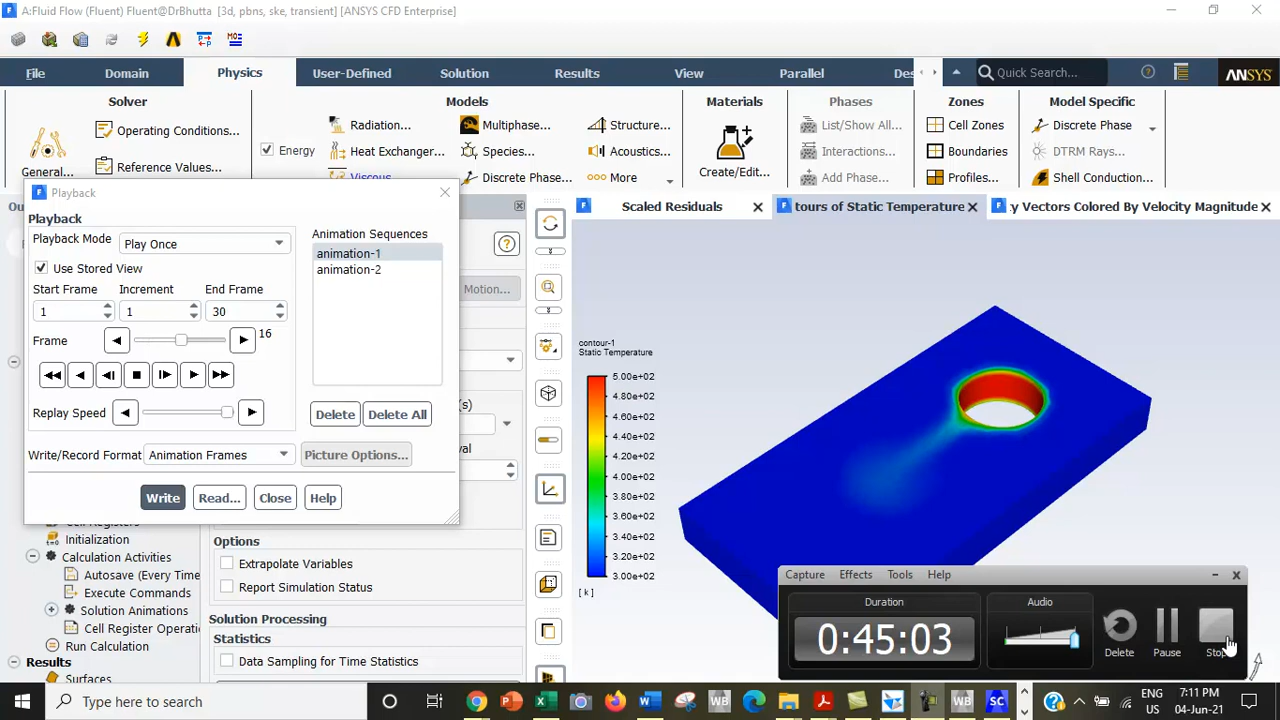 A:Fluid Flow (Fluent) Fluent@DrBhutta [3d, pbns, ske, transient] [ANSYS CFD Enterprise]
File Domain Physics User-Defined Solution Results View Parallel Quick Search... ANSYS
Solver Models Materials Phases Zones Model Specific
General... Operating Conditions... Reference Values...
Energy
Radiation... Multiphase... Structure...
Heat Exchanger... Species... Acoustics...
Viscous Discrete Phase... More
Create/Edit...
List/Show All...
Interactions...
Add Phase...
Cell Zones
Boundaries
Profiles...
Discrete Phase
DTRM Rays...
Shell Conduction...
Playback
Playback
Playback Mode Play Once
Use Stored View
Start Frame Increment End Frame
1 1 30
Frame 16
Replay Speed
Animation Sequences
animation-1
animation-2
Delete Delete All
Write/Record Format Animation Frames Picture Options...
Write Read... Close Help
Motion...
Scaled Residuals
tours of Static Temperature
y Vectors Colored By Velocity Magnitude
contour-1
Static Temperature
5.00e+02
4.80e+02
4.60e+02
4.40e+02
4.20e+02
4.00e+02
3.80e+02
3.60e+02
3.40e+02
3.20e+02
3.00e+02
[ k ]
Initialization
Calculation Activities
Autosave (Every Time
Execute Commands
Solution Animations
Cell Register Operati
Run Calculation
Results
Surfaces
Options
Extrapolate Variables
Report Simulation Status
Solution Processing
Statistics
Data Sampling for Time Statistics
Capture Effects Tools Help
Duration Audio
0:45:03
Delete Pause Stop
Type here to search
ENG
US
7:11 PM
04-Jun-21